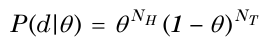 P(d|θ) = θ^{N_H} (1 − θ)^{N_T}